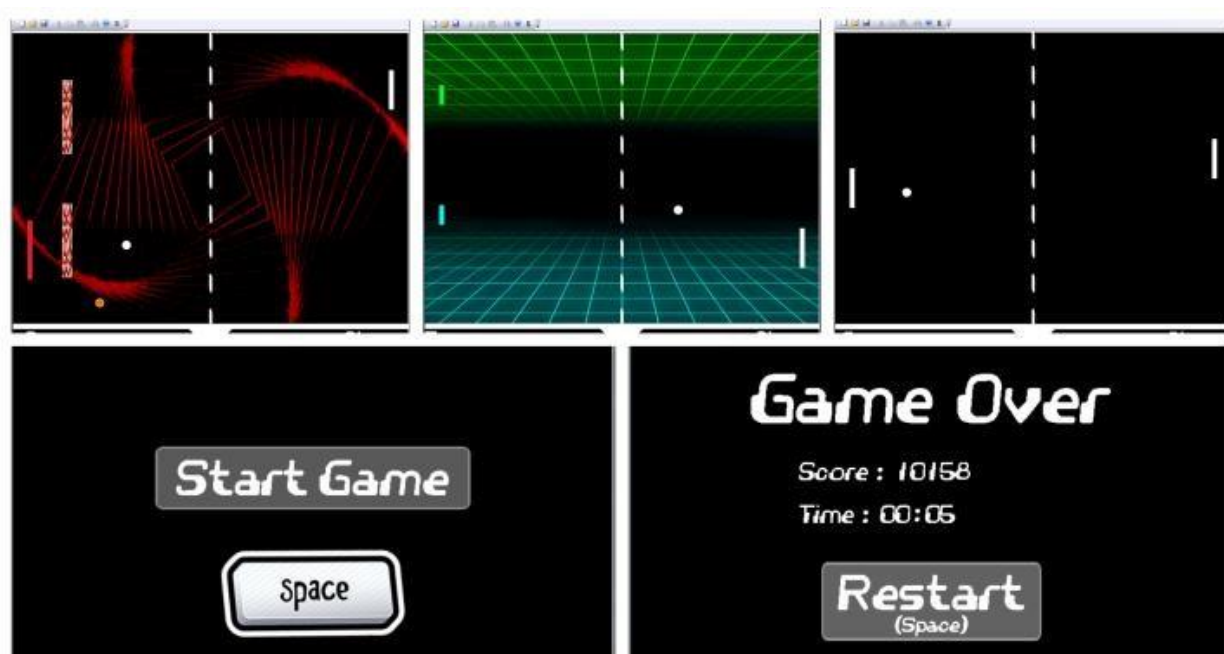 Start Game
Space
Game Over
Score : 10158
Time : 00:05
Restart
(Space)